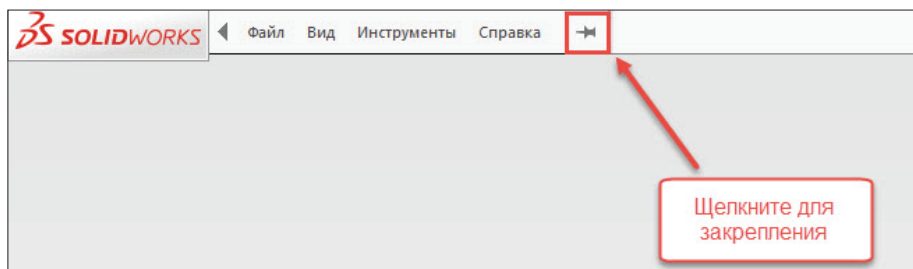 SOLIDWORKS Файл Вид Инструменты Справка
Щелкните для
закрепления